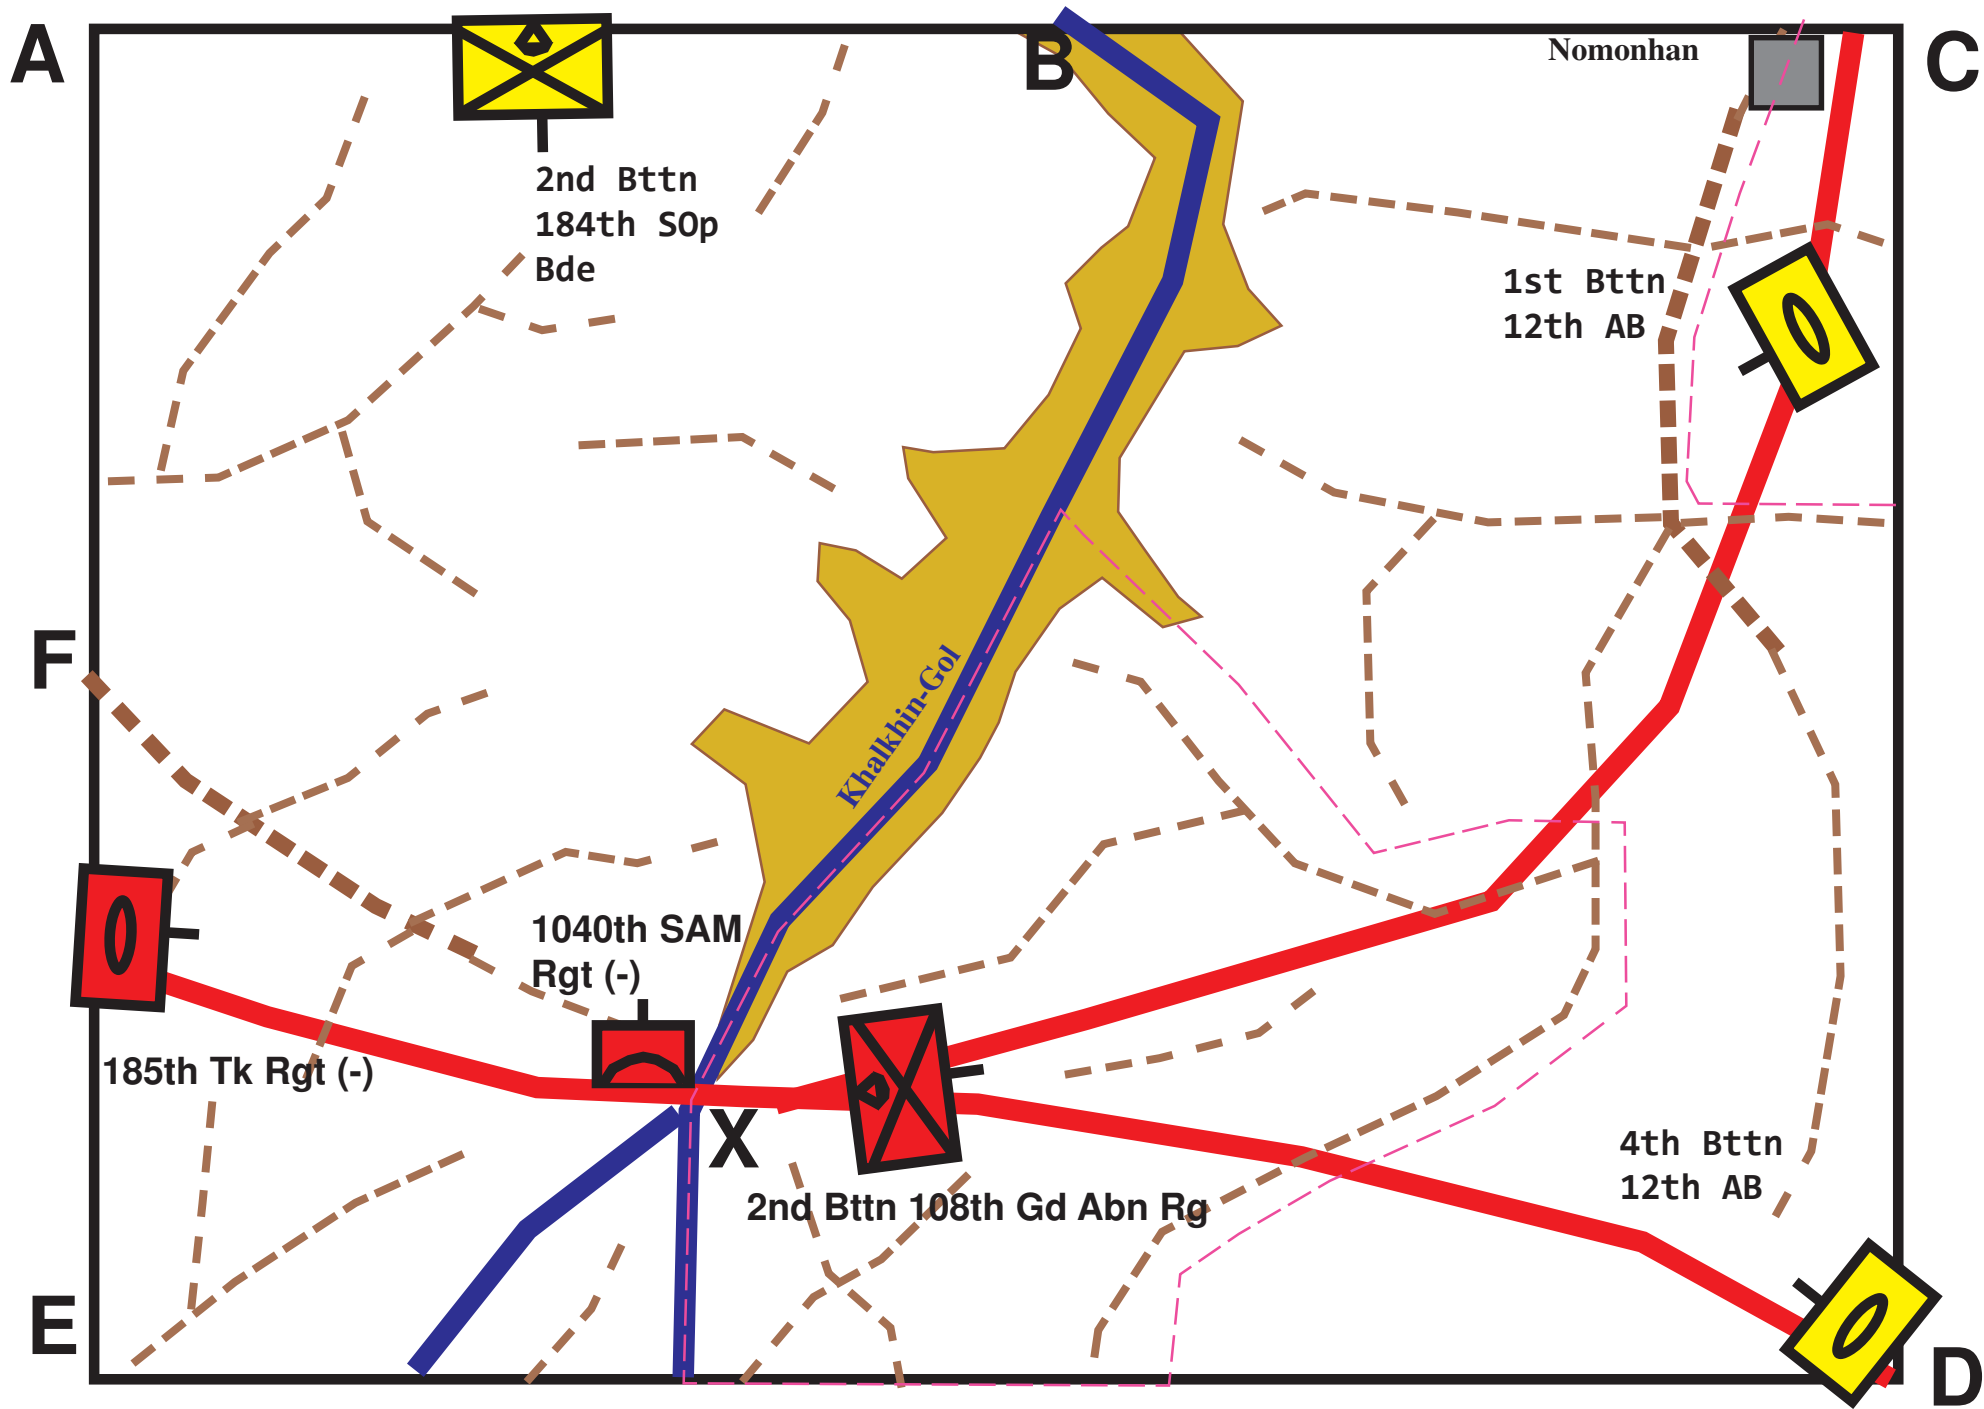 A
B
C
Nomonhan
2nd Bttn
184th SOp
Bde
1st Bttn
12th AB
F
Khalkhin-Gol
1040th SAM
Rgt (-)
185th Tk Rgt (-)
X
4th Bttn
12th AB
2nd Bttn 108th Gd Abn Rg
E
D